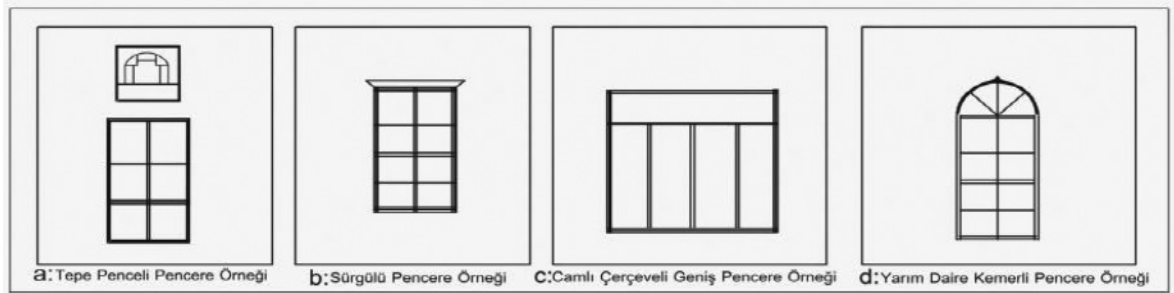 a:Tepe Penceli Pencere Örneği
b:Sürgülü Pencere Örneği
c:Camlı Çerçeveli Geniş Pencere Örneği
d:Yarım Daire Kemerli Pencere Örneği